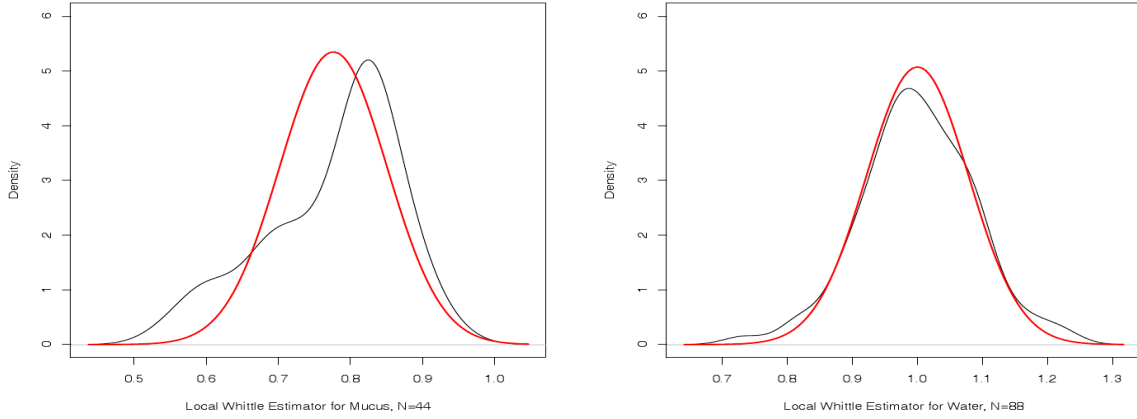 6
5
4
3
2
1
0
Density
0.5 0.6 0.7 0.8 0.9 1.0
Local Whittle Estimator for Mucus, N=44
6
5
4
3
2
1
0
Density
0.7 0.8 0.9 1.0 1.1 1.2 1.3
Local Whittle Estimator for Water, N=88